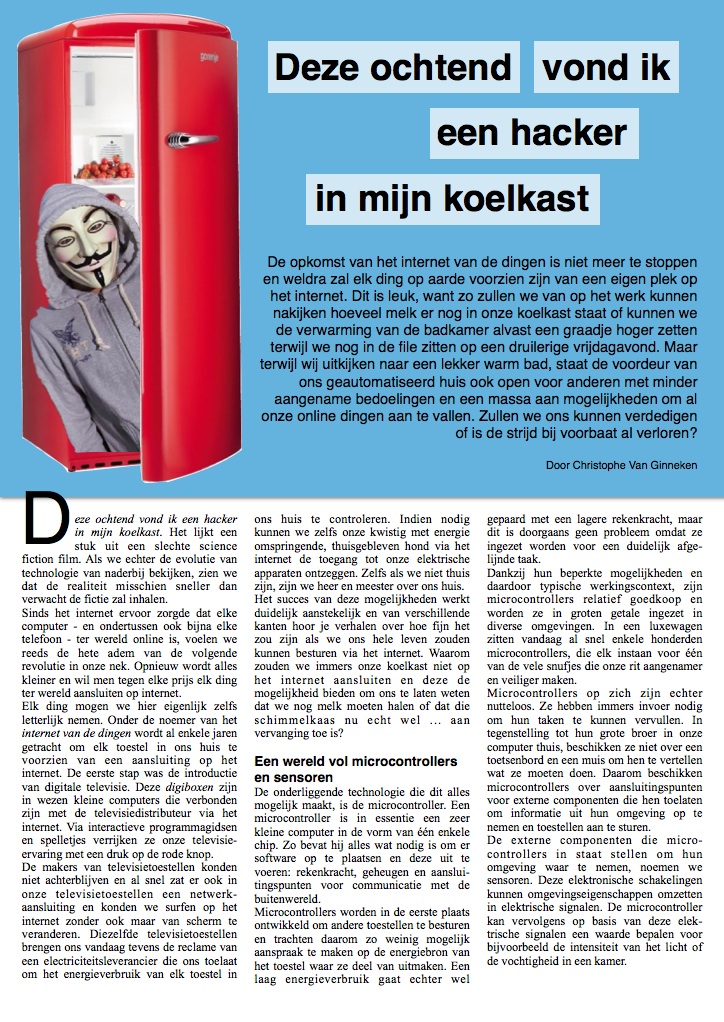 gorenje
Deze ochtend vond ik
een hacker
in mijn koelkast
De opkomst van het internet van de dingen is niet meer te stoppen
en weldra zal elk ding op aarde voorzien zijn van een eigen plek op
het internet. Dit is leuk, want zo zullen we van op het werk kunnen
nakijken hoeveel melk er nog in onze koelkast staat of kunnen we
de verwarming van de badkamer alvast een graadje hoger zetten
terwijl we nog in de file zitten op een druilerige vrijdagavond. Maar
terwijl wij uitkijken naar een lekker warm bad, staat de voordeur van
ons geautomatiseerd huis ook open voor anderen met minder
aangename bedoelingen en een massa aan mogelijkheden om al
onze online dingen aan te vallen. Zullen we ons kunnen verdedigen
of is de strijd bij voorbaat al verloren?
Door Christophe Van Ginneken
Deze ochtend vond ik een hacker
in mijn koelkast. Het lijkt een
stuk uit een slechte science
fiction film. Als we echter de evolutie van
technologie van naderbij bekijken, zien we
dat de realiteit misschien sneller dan
verwacht de fictie zal inhalen.
Sinds het internet ervoor zorgde dat elke
computer - en ondertussen ook bijna elke
telefoon - ter wereld online is, voelen we
reeds de hete adem van de volgende
revolutie in onze nek. Opnieuw wordt alles
kleiner en wil men tegen elke prijs elk ding
ter wereld aansluiten op internet.
Elk ding mogen we hier eigenlijk zelfs
letterlijk nemen. Onder de noemer van het
internet van de dingen wordt al enkele jaren
getracht om elk toestel in ons huis te
voorzien van een aansluiting op het
internet. De eerste stap was de introductie
van digitale televisie. Deze digiboxen zijn
in wezen kleine computers die verbonden
zijn met de televisiedistributeur via het
internet. Via interactieve programmagidsen
en spelletjes verrijken ze onze televisie-
ervaring met een druk op de rode knop.
De makers van televisietoestellen konden
niet achterblijven en al snel zat er ook in
onze televisietoestellen een netwerk-
aansluiting en konden we surfen op het
internet zonder ook maar van scherm te
veranderen. Diezelfde televisietoestellen
brengen ons vandaag tevens de reclame van
een electriciteitsleverancier die ons toelaat
om het energieverbruik van elk toestel in
ons huis te controleren. Indien nodig
kunnen we zelfs onze kwistig met energie
omspringende, thuisgebleven hond via het
internet de toegang tot onze elektrische
apparaten ontzeggen. Zelfs als we niet thuis
zijn, zijn we heer en meester over ons huis.
Het succes van deze mogelijkheden werkt
duidelijk aanstekelijk en van verschillende
kanten hoor je verhalen over hoe fijn het
zou zijn als we ons hele leven zouden
kunnen besturen via het internet. Waarom
zouden we immers onze koelkast niet op
het internet aansluiten en deze de
mogelijkheid bieden om ons te laten weten
dat we nog melk moeten halen of dat die
schimmelkaas nu echt wel ... aan
vervanging toe is?
Een wereld vol microcontrollers
en sensoren
De onderliggende technologie die dit alles
mogelijk maakt, is de microcontroller. Een
microcontroller is in essentie een zeer
kleine computer in de vorm van één enkele
chip. Zo bevat hij alles wat nodig is om er
software op te plaatsen en deze uit te
voeren: rekenkracht, geheugen en aanslui-
tingspunten voor communicatie met de
buitenwereld.
Microcontrollers worden in de eerste plaats
ontwikkeld om andere toestellen te besturen
en trachten daarom zo weinig mogelijk
aanspraak te maken op de energiebron van
het toestel waar ze deel van uitmaken. Een
laag energieverbruik gaat echter wel
gepaard met een lagere rekenkracht, maar
dit is doorgaans geen probleem omdat ze
ingezet worden voor een duidelijk afge-
lijnde taak.
Dankzij hun beperkte mogelijkheden en
daardoor typische werkingscontext, zijn
microcontrollers relatief goedkoop en
worden ze in groten getale ingezet in
diverse omgevingen. In een luxewagen
zitten vandaag al snel enkele honderden
microcontrollers, die elk instaan voor één
van de vele snufjes die onze rit aangenamer
en veiliger maken.
Microcontrollers op zich zijn echter
nutteloos. Ze hebben immers invoer nodig
om hun taken te kunnen vervullen. In
tegenstelling tot hun grote broer in onze
computer thuis, beschikken ze niet over een
toetsenbord en een muis om hen te vertellen
wat ze moeten doen. Daarom beschikken
microcontrollers over aansluitingspunten
voor externe componenten die hen toelaten
om informatie uit hun omgeving op te
nemen en toestellen aan te sturen.
De externe componenten die micro-
controllers in staat stellen om hun
omgeving waar te nemen, noemen we
sensoren. Deze elektronische schakelingen
kunnen omgevingseigenschappen omzetten
in elektrische signalen. De microcontroller
kan vervolgens op basis van deze elek-
trische signalen een waarde bepalen voor
bijvoorbeeld de intensiteit van het licht of
de vochtigheid in een kamer.